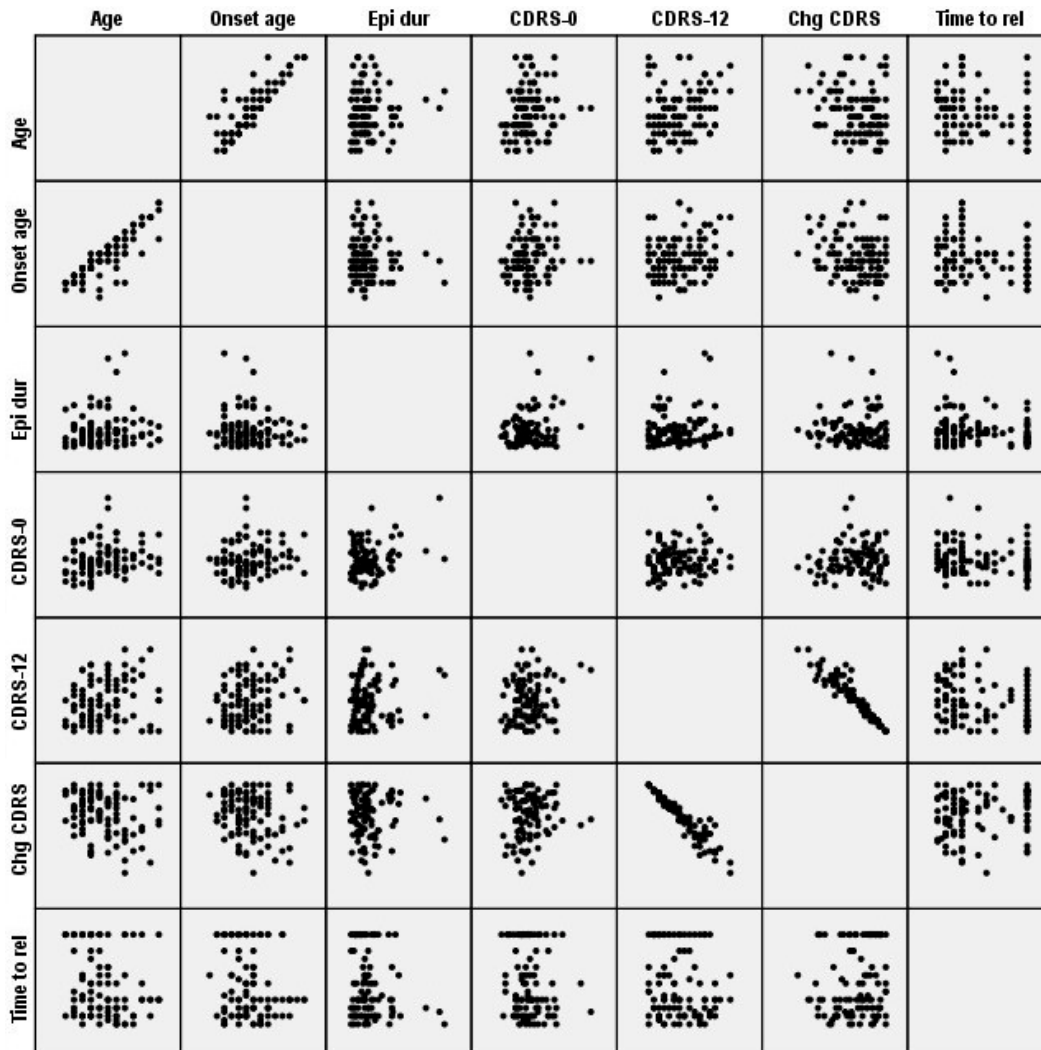 Age Onset age Epi dur CDRS-0 CDRS-12 Chg CDRS Time to rel
Age
Onset age
Epi dur
CDRS-0
CDRS-12
Chg CDRS
Time to rel